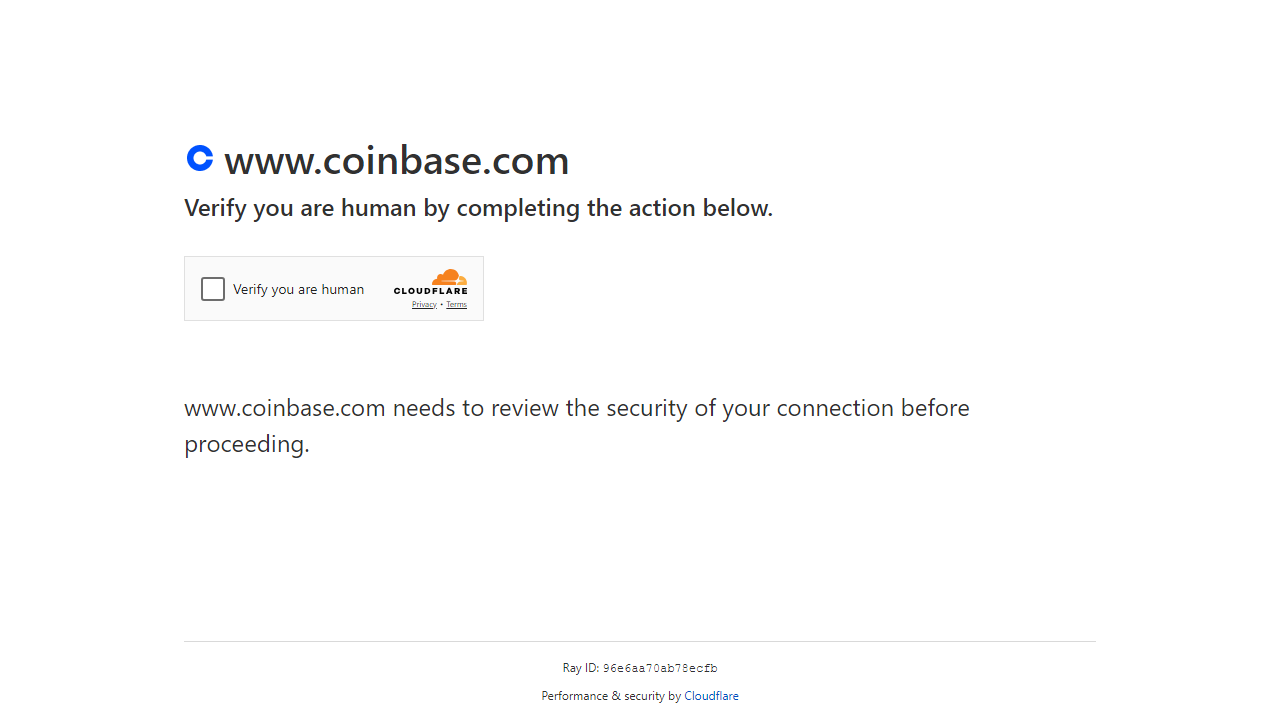 www.coinbase.com
Verify you are human by completing the action below.
Verify you are human
CLOUDFLARE
Privacy • Terms
www.coinbase.com needs to review the security of your connection before
proceeding.
Ray ID: 96e6aa70ab78ecfb
Performance & security by Cloudflare